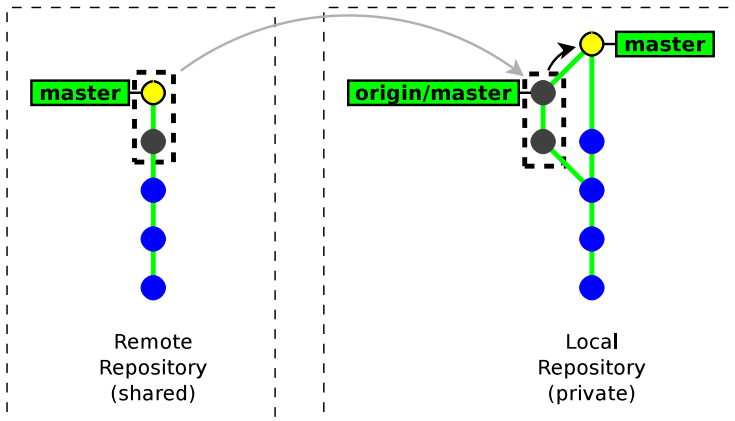 master
origin/master
master
Remote
Repository
(shared)
Local
Repository
(private)